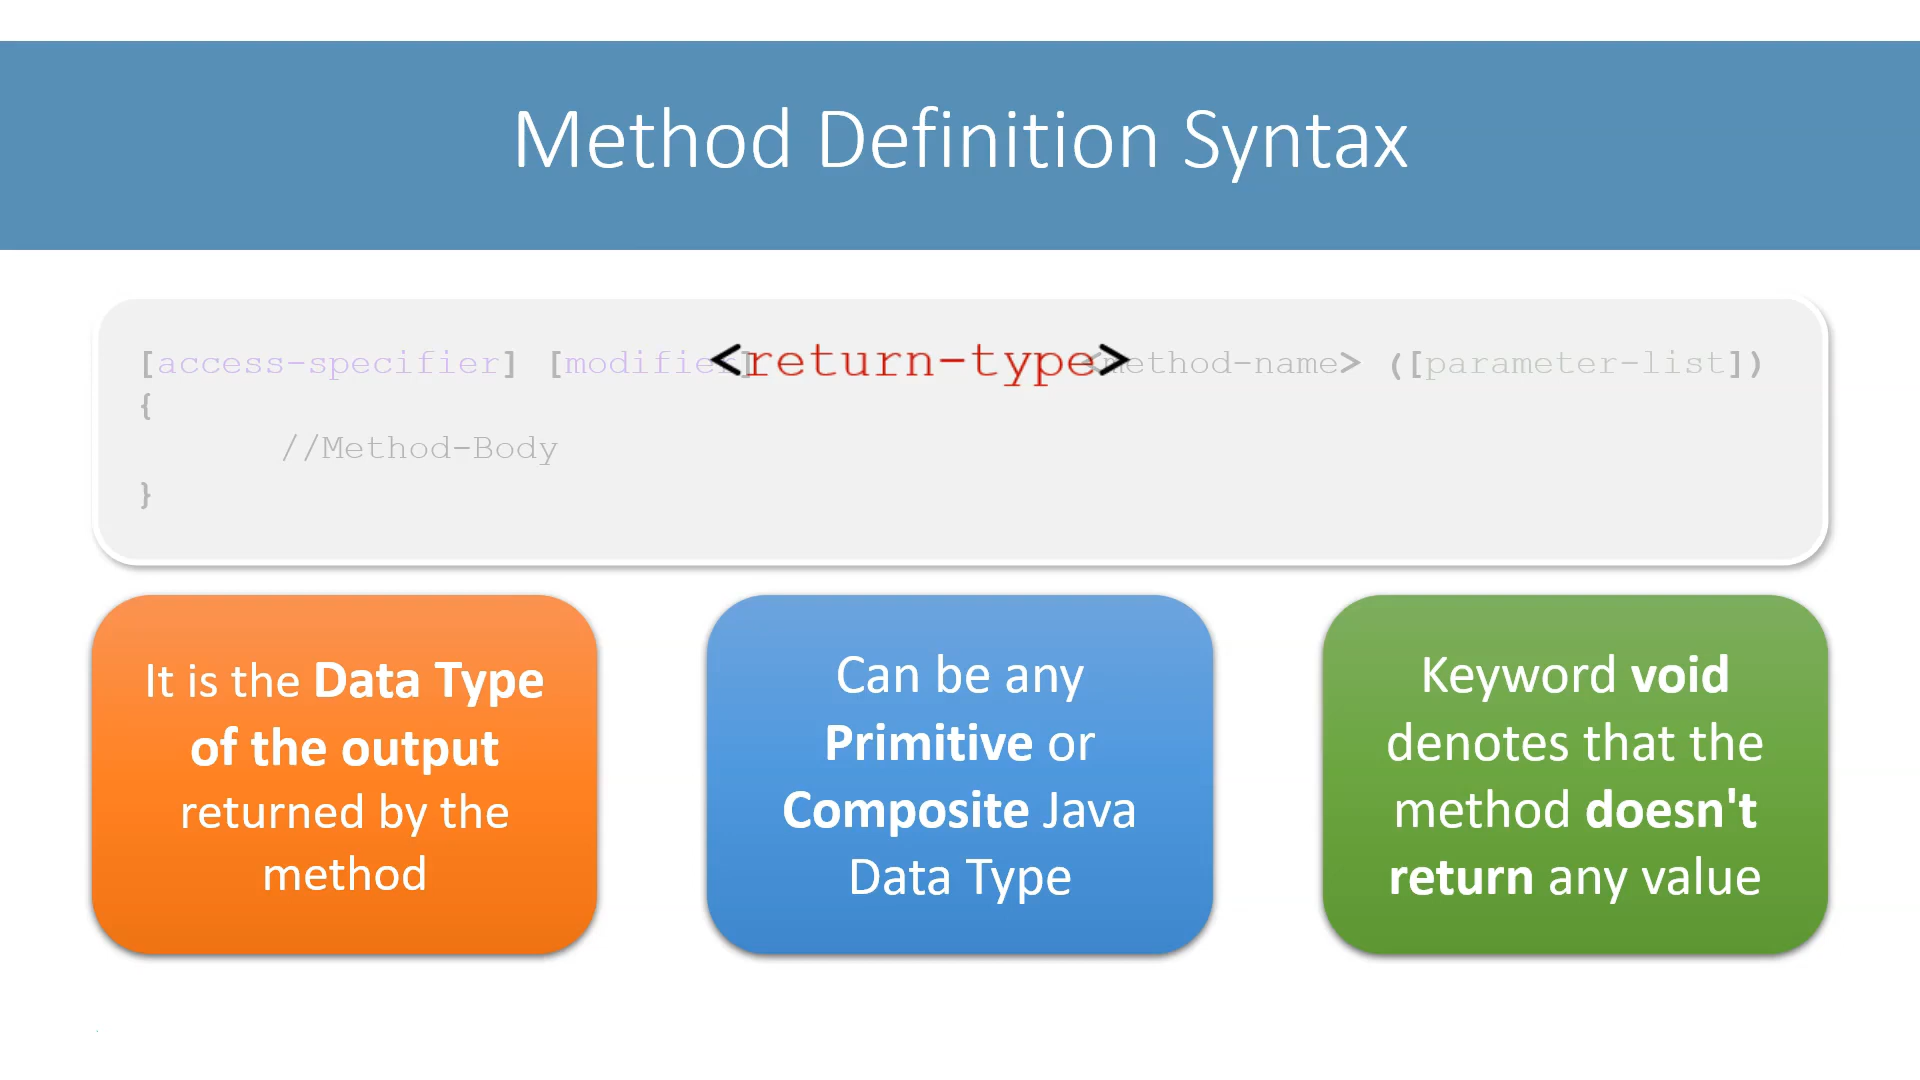 Method Definition Syntax
[access-specifier] [modifier] <return-type> <method-name> ([parameter-list])
{
//Method-Body
}
It is the Data Type
of the output
returned by the
method
Can be any
Primitive or
Composite Java
Data Type
Keyword void
denotes that the
method doesn't
return any value